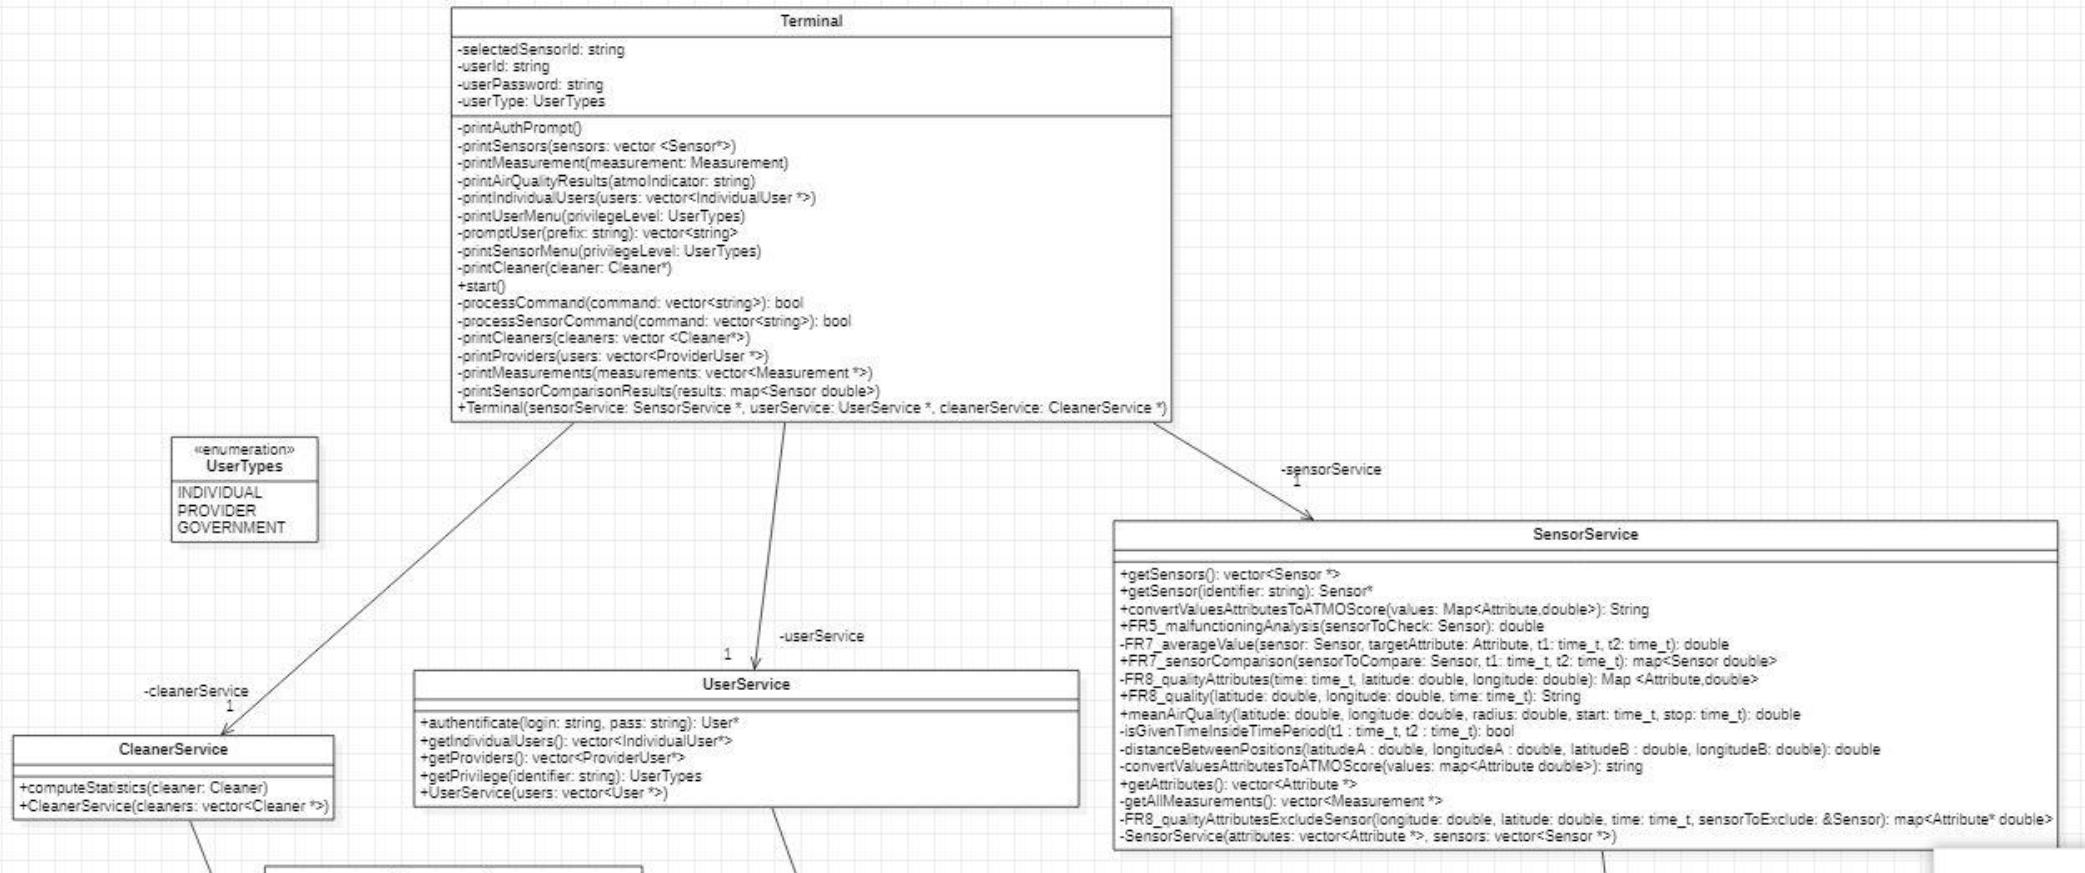 Terminal
-selectedSensorId: string
-userId: string
-userPassword: string
-userType: UserTypes
-printAuthPrompt()
-printSensors(sensors: vector <Sensor*>)
-printMeasurement(measurement: Measurement)
-printAirQualityResults(atmoIndicator: string)
-printIndividualUsers(users: vector<IndividualUser *>)
-printUserMenu(privilegeLevel: UserTypes)
-promptUser(prefix: string): vector<string>
-printSensorMenu(privilegeLevel: UserTypes)
-printCleaner(cleaner: Cleaner*)
+start()
-processCommand(command: vector<string>): bool
-processSensorCommand(command: vector<string>): bool
-printCleaners(cleaners: vector <Cleaner*>)
-printProviders(users: vector<ProviderUser *>)
-printMeasurements(measurements: vector<Measurement *>)
-printSensorComparisonResults(results: map<Sensor double>)
+Terminal(sensorService: SensorService *, userService: UserService *, cleanerService: CleanerService *)
«enumeration»
UserTypes
INDIVIDUAL
PROVIDER
GOVERNMENT
-sensorService
1
SensorService
+getSensors(): vector<Sensor *>
+getSensor(identifier: string): Sensor*
+convertValuesAttributesToATMOScore(values: Map<Attribute,double>): String
+FR5_malfunctioningAnalysis(sensorToCheck: Sensor): double
-FR7_averageValue(sensor: Sensor, targetAttribute: Attribute, t1: time_t, t2: time_t): double
+FR7_sensorComparison(sensorToCompare: Sensor, t1: time_t, t2: time_t): map<Sensor double>
-FR8_qualityAttributes(time: time_t, latitude: double, longitude: double): Map <Attribute,double>
+FR8_quality(latitude: double, longitude: double, time: time_t): String
+meanAirQuality(latitude: double, longitude: double, radius: double, start: time_t, stop: time_t): double
-isGivenTimeInsideTimePeriod(t1 : time_t, t2 : time_t): bool
-distanceBetweenPositions(latitudeA : double, longitudeA : double, latitudeB : double, longitudeB: double): double
-convertValuesAttributesToATMOScore(values: map<Attribute double>): string
+getAttributes(): vector<Attribute *>
-getAllMeasurements(): vector<Measurement *>
-FR8_qualityAttributesExcludeSensor(longitude: double, latitude: double, time: time_t, sensorToExclude: &Sensor): map<Attribute* double>
-SensorService(attributes: vector<Attribute *>, sensors: vector<Sensor *>)
-userService
1
UserService
+authentificate(login: string, pass: string): User*
+getIndividualUsers(): vector<IndividualUser*>
+getProviders(): vector<ProviderUser*>
+getPrivilege(identifier: string): UserTypes
+UserService(users: vector<User *>)
-cleanerService
1
CleanerService
+computeStatistics(cleaner: Cleaner)
+CleanerService(cleaners: vector<Cleaner *>)